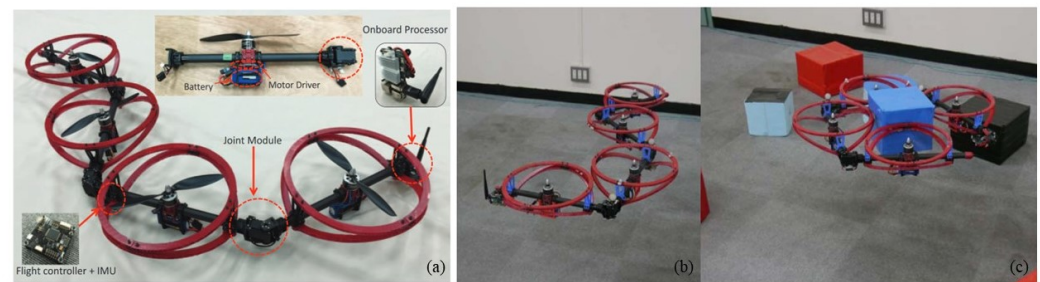 Onboard Processor
Battery
Motor Driver
Joint Module
Flight controller + IMU
(a)
(b)
(c)